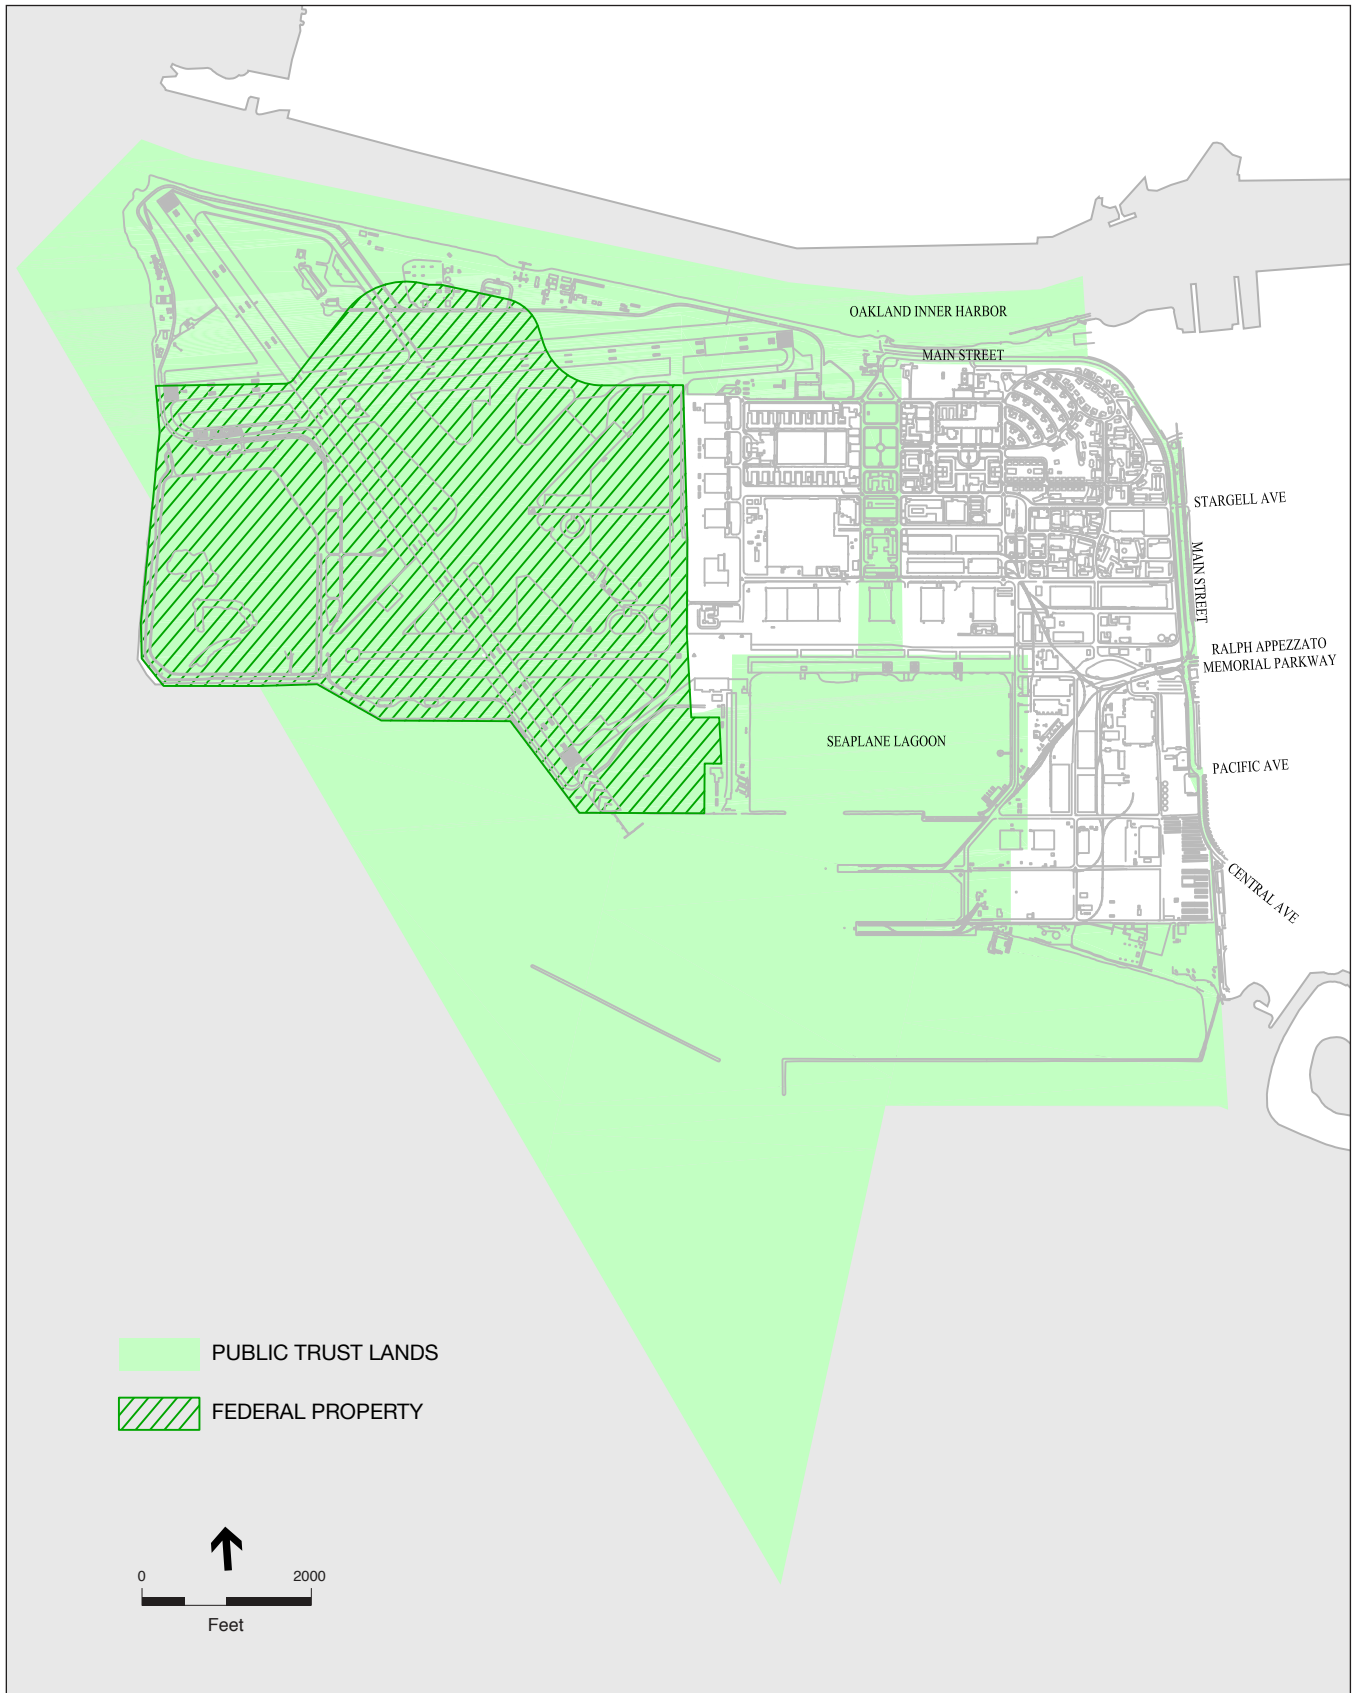 OAKLAND INNER HARBOR
MAIN STREET
STARGELL AVE
MAIN STREET
RALPH APPEZZATO
MEMORIAL PARKWAY
SEAPLANE LAGOON
PACIFIC AVE
CENTRAL AVE
PUBLIC TRUST LANDS
FEDERAL PROPERTY
0 2000
Feet